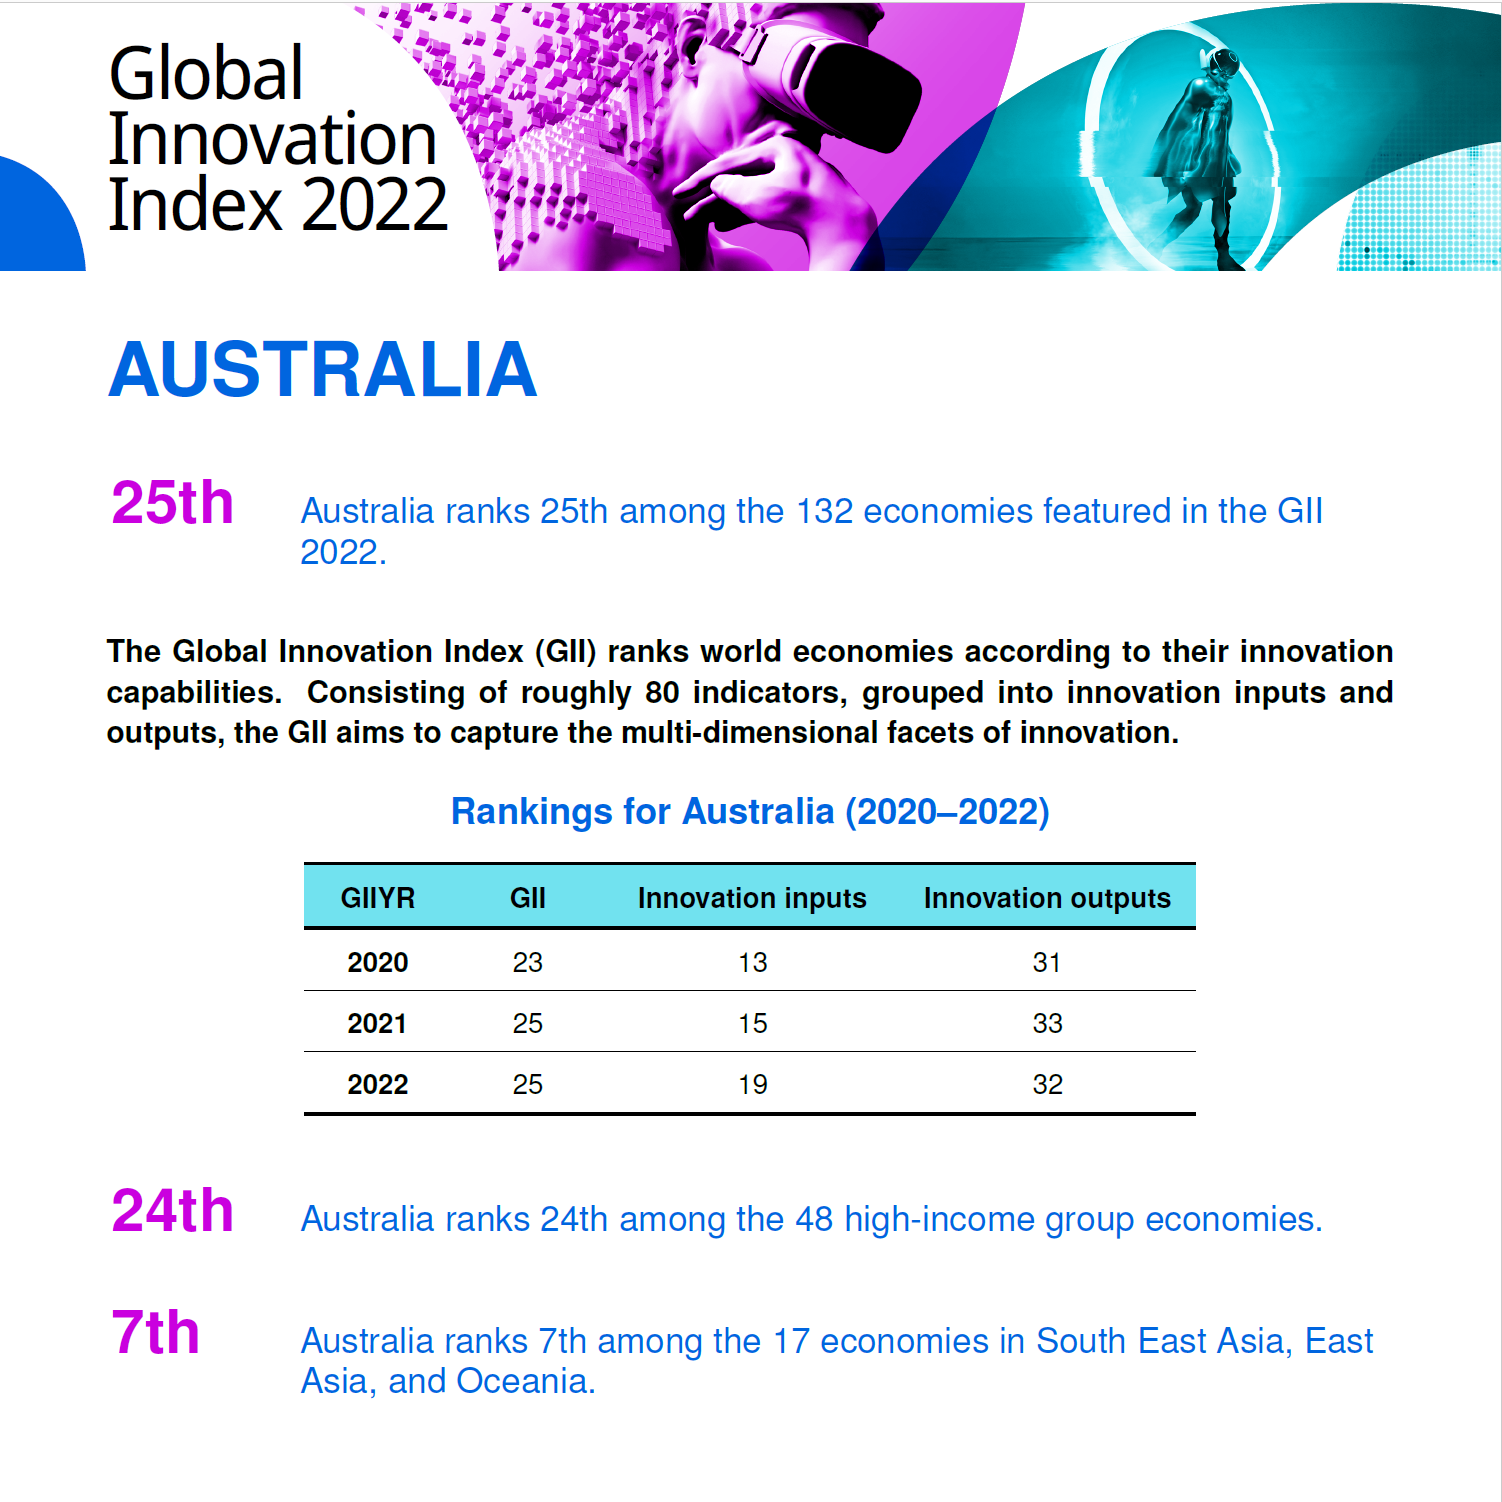 Global
Innovation
Index 2022
AUSTRALIA
25th Australia ranks 25th among the 132 economies featured in the GII
2022.
The Global Innovation Index (GII) ranks world economies according to their innovation
capabilities. Consisting of roughly 80 indicators, grouped into innovation inputs and
outputs, the GII aims to capture the multi-dimensional facets of innovation.
Rankings for Australia (2020–2022)
GIIYR GII Innovation inputs Innovation outputs
2020 23 13 31
2021 25 15 33
2022 25 19 32
24th Australia ranks 24th among the 48 high-income group economies.
7th Australia ranks 7th among the 17 economies in South East Asia, East
Asia, and Oceania.